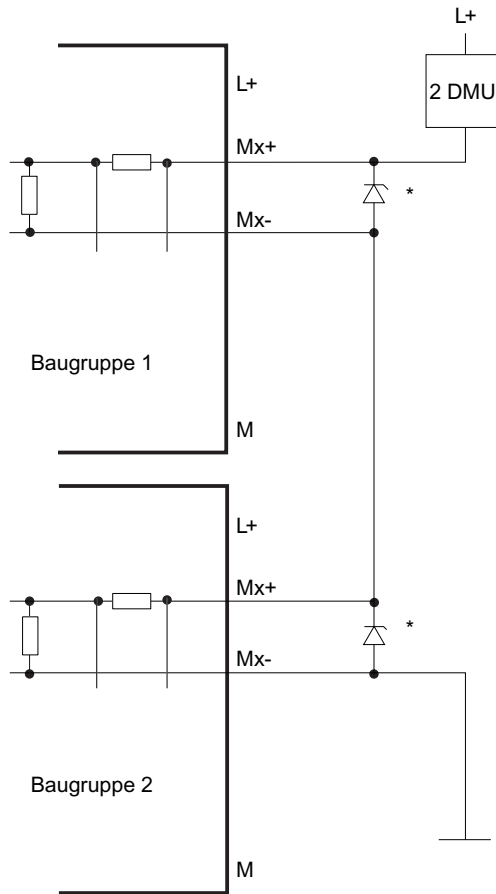 L+
2 DMU
L+
Mx+
*
Mx-
Baugruppe 1
M
L+
Mx+
*
Mx-
Baugruppe 2
M